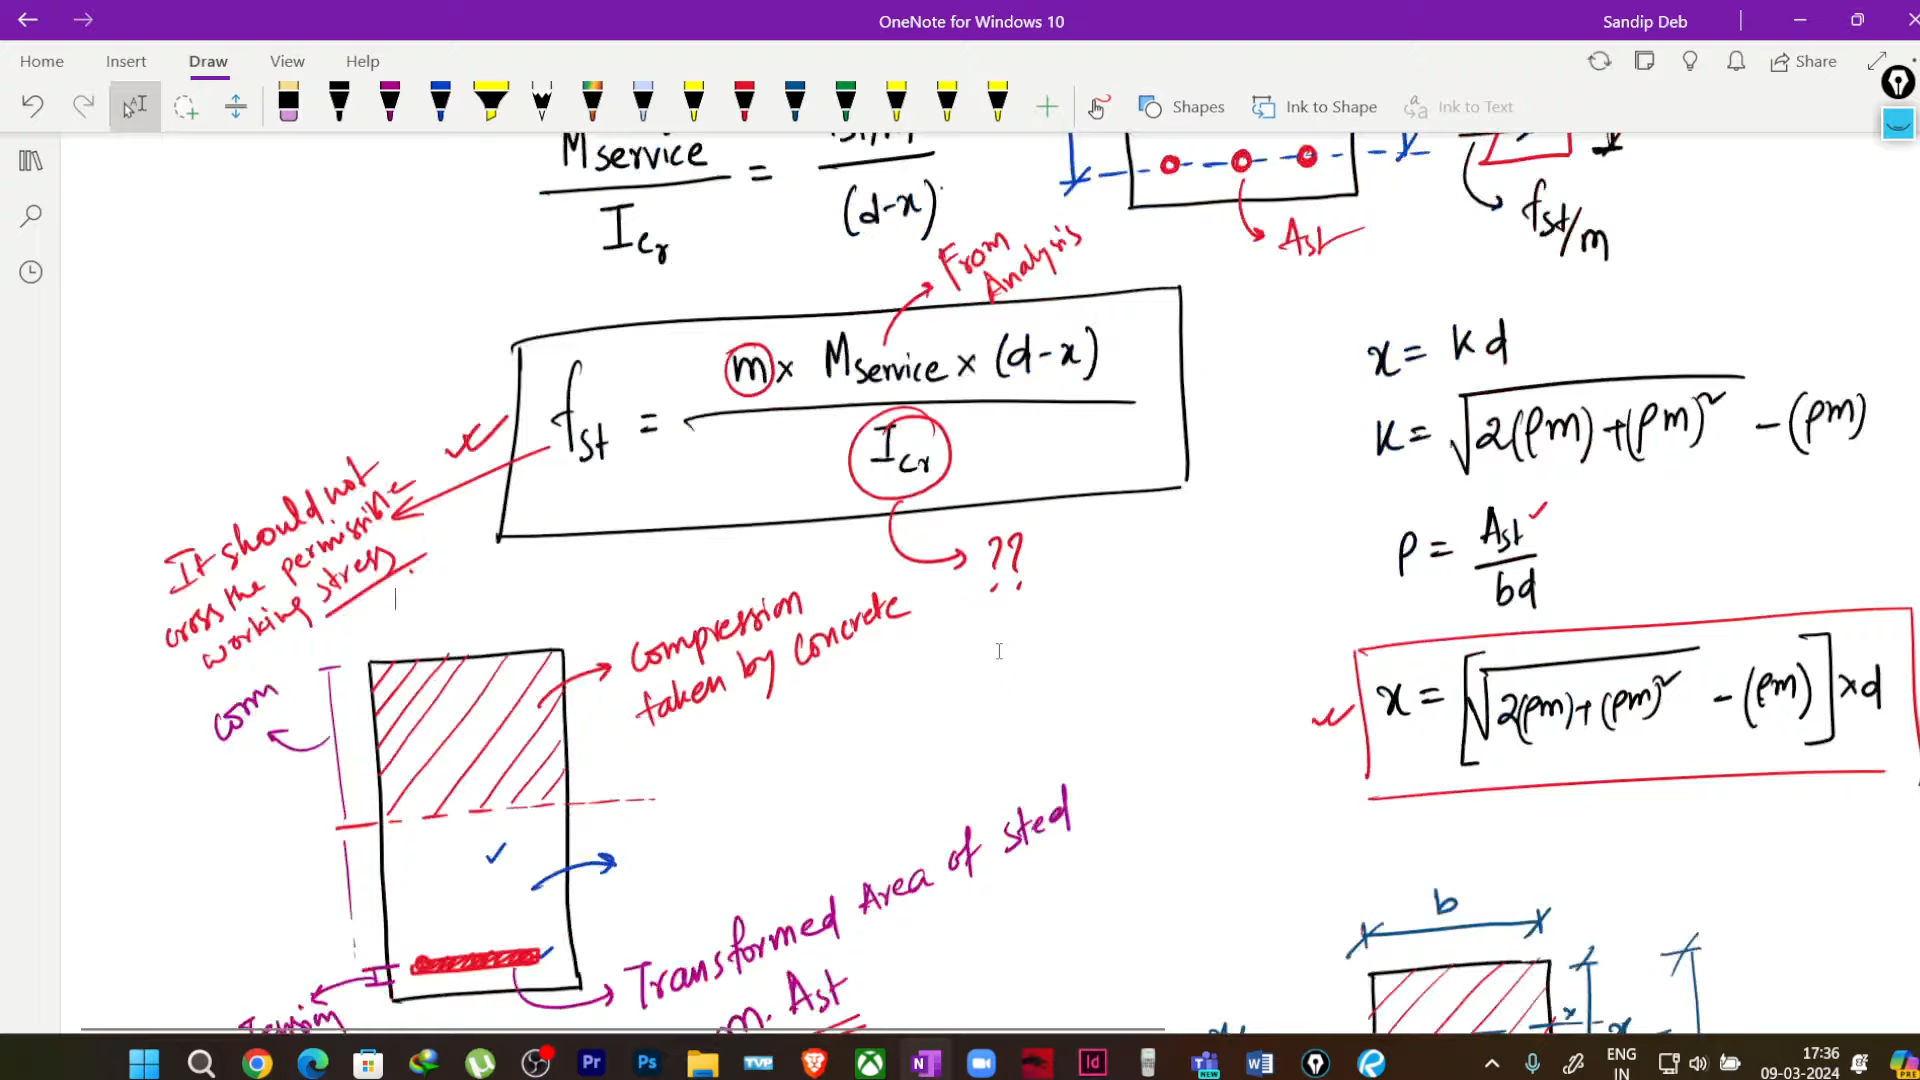 OneNote for Windows 10
Sandip Deb
Home
Insert
Draw
View
Help
Share
Shapes
Ink to Shape
Ink to Text
Mservice / Icr =
(d-x)
Ast
fst/m
From Analysis
fst = m × Mservice × (d-x) / Icr
??
It should not
cross the permissible
working stress.
x = Kd
K = √2(ρm)+(ρm)² - (ρm)
ρ = Ast / bd
x = [√2(ρm)+(ρm)² - (ρm)] × d
Compression
taken by concrete
com
Transformed Area of steel
m. Ast
Tension
b
x
ENG
IN
17:36
09-03-2024